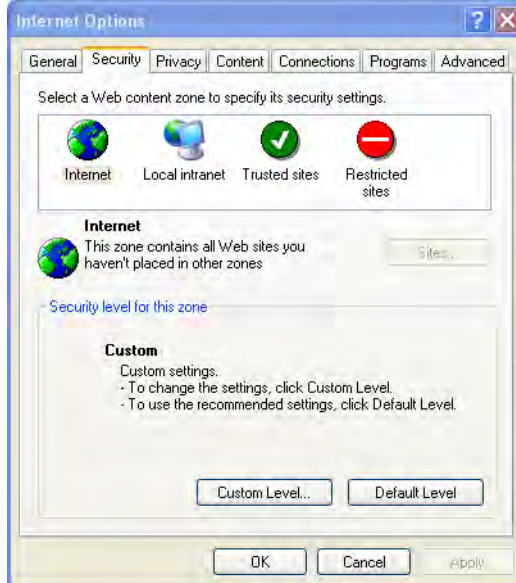 Internet Options
General Security Privacy Content Connections Programs Advanced
Select a Web content zone to specify its security settings.
Internet Local intranet Trusted sites Restricted sites
Internet
This zone contains all Web sites you
haven't placed in other zones
Sites...
Security level for this zone
Custom
Custom settings.
- To change the settings, click Custom Level.
- To use the recommended settings, click Default Level.
Custom Level... Default Level
OK Cancel Apply